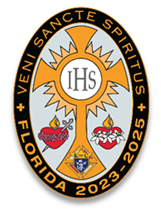 VENI SANCTE SPIRITUS
IHS
+ FLORIDA 2023-2025 +